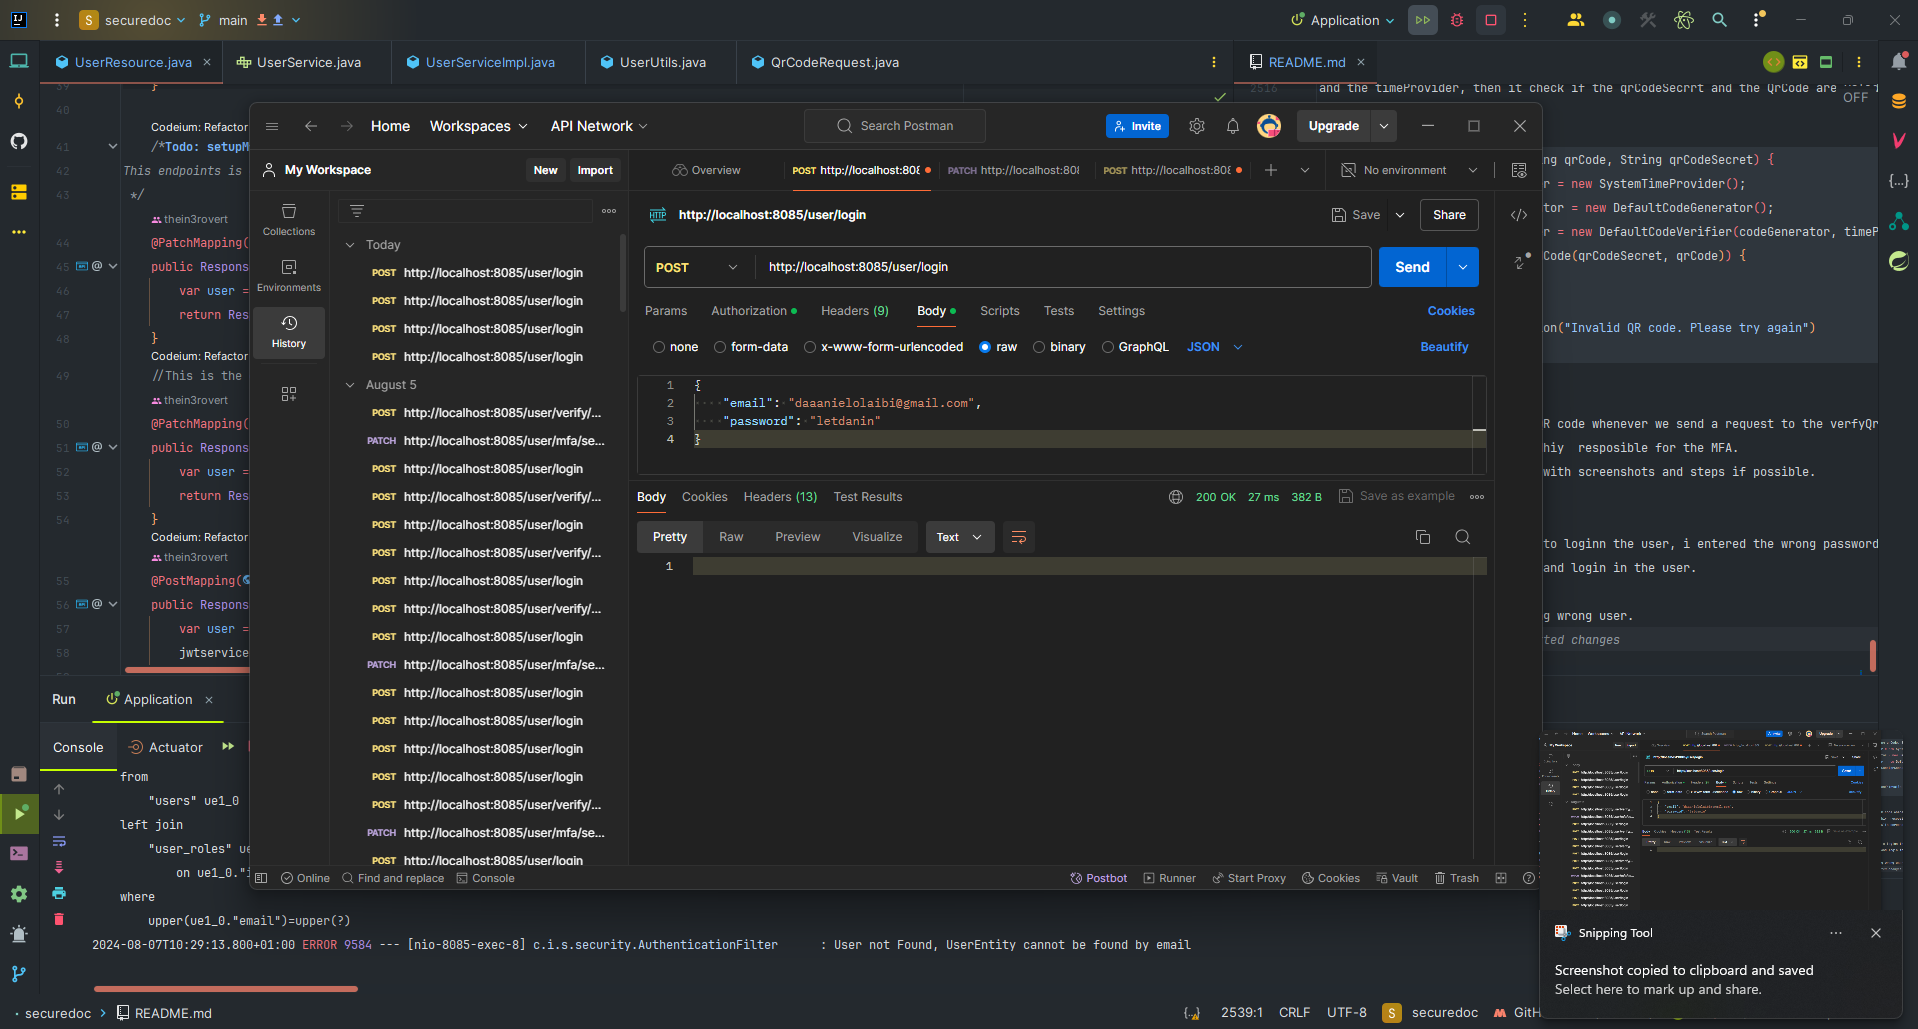 securedoc
main
Application
UserResource.java
UserService.java
UserServiceImpl.java
UserUtils.java
QrCodeRequest.java
README.md
39 }
40
Codeium: Refactor
41 /*Todo: setupM
42 This endpoints is
43 */
thein3rovert
44 @PatchMapping(
45 public Respons
46 var user =
47 return Res
48 }
Codeium: Refactor
49 //This is the
thein3rovert
50 @PatchMapping(
51 public Respons
52 var user =
53 return Res
54 }
Codeium: Refactor
thein3rovert
55 @PostMapping(
56 public Respons
57 var user =
58 jwtservice
Home
Workspaces
API Network
Search Postman
Invite
Upgrade
My Workspace
New
Import
Overview
POST http://localhost:808
PATCH http://localhost:808
POST http://localhost:808
No environment
Collections
Environments
History
Today
POST http://localhost:8085/user/login
POST http://localhost:8085/user/login
POST http://localhost:8085/user/login
POST http://localhost:8085/user/login
August 5
POST http://localhost:8085/user/verify/...
PATCH http://localhost:8085/user/mfa/se...
POST http://localhost:8085/user/login
POST http://localhost:8085/user/verify/...
POST http://localhost:8085/user/login
POST http://localhost:8085/user/verify/...
POST http://localhost:8085/user/login
POST http://localhost:8085/user/verify/...
POST http://localhost:8085/user/login
PATCH http://localhost:8085/user/mfa/se...
POST http://localhost:8085/user/login
POST http://localhost:8085/user/login
POST http://localhost:8085/user/login
POST http://localhost:8085/user/login
POST http://localhost:8085/user/verify/...
PATCH http://localhost:8085/user/mfa/se...
POST http://localhost:8085/user/login
HTTP http://localhost:8085/user/login
Save
Share
POST http://localhost:8085/user/login
Send
Params Authorization Headers (9) Body Scripts Tests Settings
Cookies
none form-data x-www-form-urlencoded raw binary GraphQL JSON
Beautify
1 {
2 "email": "daaanielolaibi@gmail.com",
3 "password": "letdanin"
4 }
Body Cookies Headers (13) Test Results
200 OK 27 ms 382 B Save as example
Pretty Raw Preview Visualize Text
1
Online Find and replace Console
Postbot Runner Start Proxy Cookies Vault Trash
2516 and the timeProvider, then it check if the qrCodeSecrrt and the QrCode are
OFF
ng qrCode, String qrCodeSecret) {
r = new SystemTimeProvider();
tor = new DefaultCodeGenerator();
r = new DefaultCodeVerifier(codeGenerator, timeP
Code(qrCodeSecret, qrCode)) {
on("Invalid QR code. Please try again")
R code whenever we send a request to the verfyQr
hiy resposible for the MFA.
with screenshots and steps if possible.
to loginn the user, i entered the wrong password
and login in the user.
g wrong user.
ted changes
Run
Application
Console
Actuator
from
"users" ue1_0
left join
"user_roles" ue
on ue1_0."i
where
upper(ue1_0."email")=upper(?)
2024-08-07T10:29:13.800+01:00 ERROR 9584 --- [nio-8085-exec-8] c.i.s.security.AuthenticationFilter : User not Found, UserEntity cannot be found by email
Snipping Tool
Screenshot copied to clipboard and saved
Select here to mark up and share.
securedoc
README.md
2539:1 CRLF UTF-8 S securedoc GitH